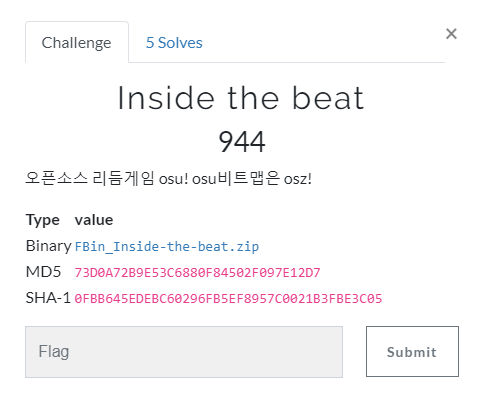 Challenge
5 Solves
×
Inside the beat
944
오픈소스 리듬게임 osu! osu비트맵은 osz!
Type value
Binary FBin_Inside-the-beat.zip
MD5 73D0A72B9E53C6880F84502F097E12D7
SHA-1 0FBB645EDEBC60296FB5EF8957C0021B3FBE3C05
Flag
Submit